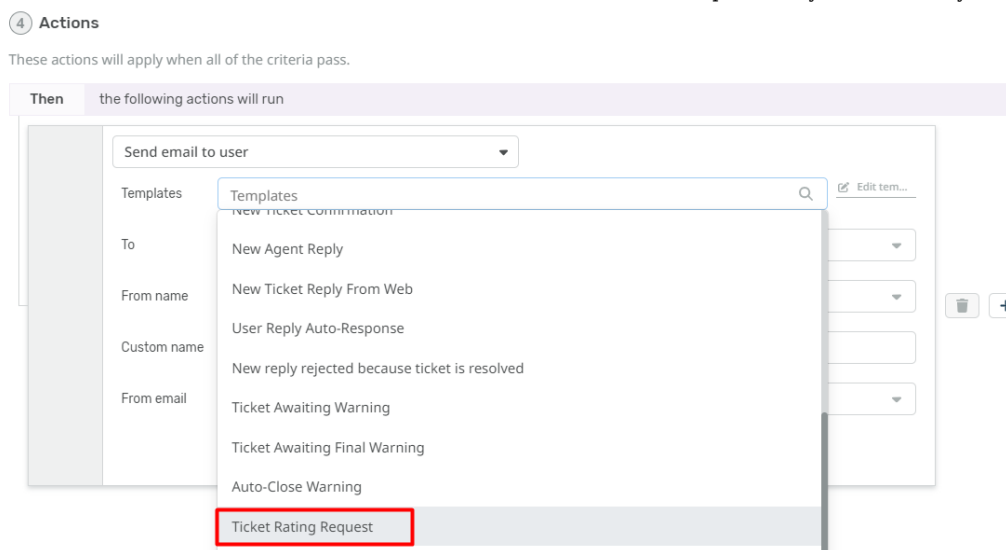 4 Actions
These actions will apply when all of the criteria pass.
Then the following actions will run
Send email to user
Templates Templates Edit tem...
New Ticket Confirmation
To
New Agent Reply
From name
New Ticket Reply From Web
User Reply Auto-Response
Custom name
New reply rejected because ticket is resolved
From email
Ticket Awaiting Warning
Ticket Awaiting Final Warning
Auto-Close Warning
Ticket Rating Request